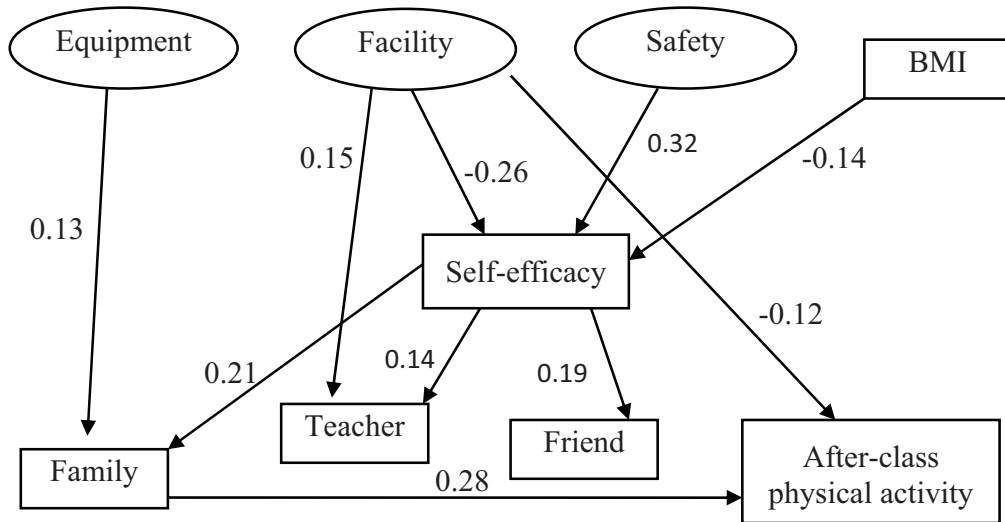 Equipment
Facility
Safety
BMI
0.15
0.32
-0.14
-0.26
0.13
Self-efficacy
-0.12
0.21
0.14
0.19
Teacher
Friend
Family
0.28
After-class
physical activity